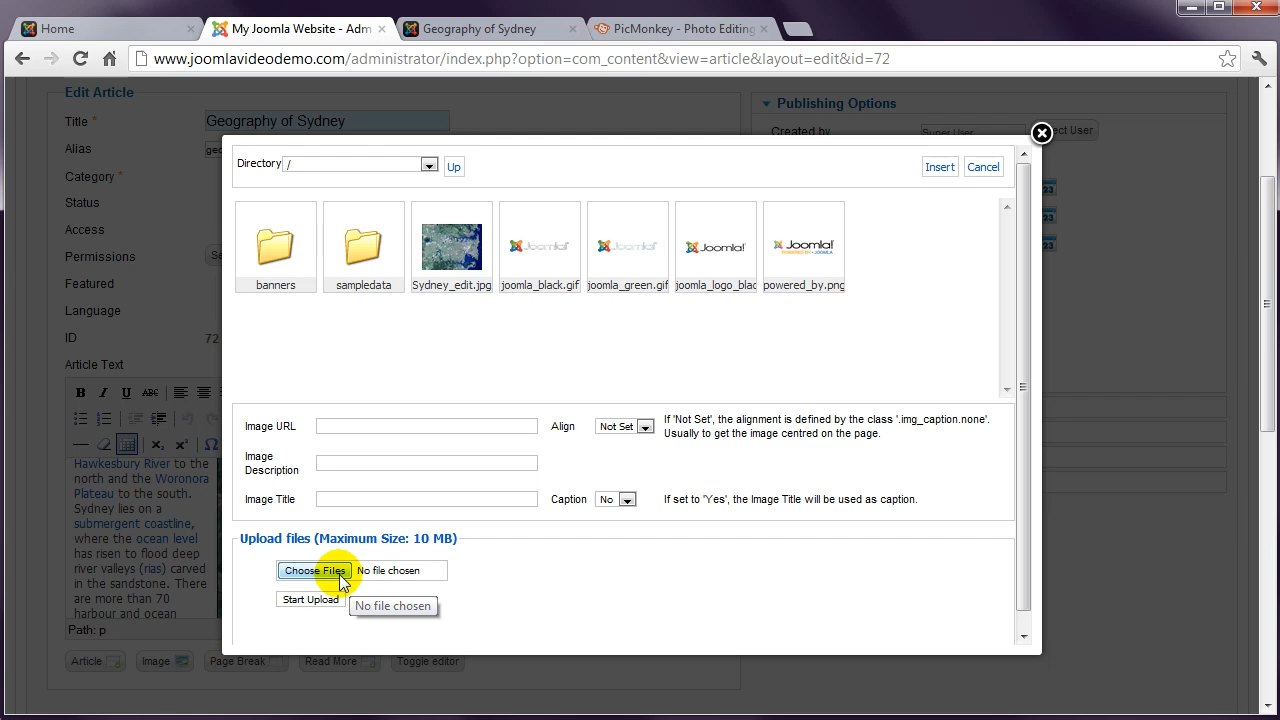 Home
My Joomla Website - Adm
Geography of Sydney
PicMonkey - Photo Editing
www.joomlavideodemo.com/administrator/index.php?option=com_content&view=article&layout=edit&id=72
Edit Article
Publishing Options
Title *
Geography of Sydney
Created by
Super User
Alias
Category *
Status
Access
Permissions
Featured
Language
ID
72
Article Text
B I U ABC
Directory
/
Up
Insert
Cancel
banners
sampledata
Sydney_edit.jpg
joomla_black.gif
joomla_green.gif
joomla_logo_blac
powered_by.png
Joomla!
Joomla!
Joomla!
Joomla!
Image URL
Align
Not Set
If 'Not Set', the alignment is defined by the class '.img_caption.none'.
Usually to get the image centred on the page.
Image
Description
Image Title
Caption
No
If set to 'Yes', the Image Title will be used as caption.
Upload files (Maximum Size: 10 MB)
Choose Files
No file chosen
Start Upload
No file chosen
Hawkesbury River to the
north and the Woronora
Plateau to the south.
Sydney lies on a
submergent coastline,
where the ocean level
has risen to flood deep
river valleys (rias) carved
in the sandstone. There
are more than 70
harbour and ocean
Path: p
Article
Image
Page Break
Read More
Toggle editor